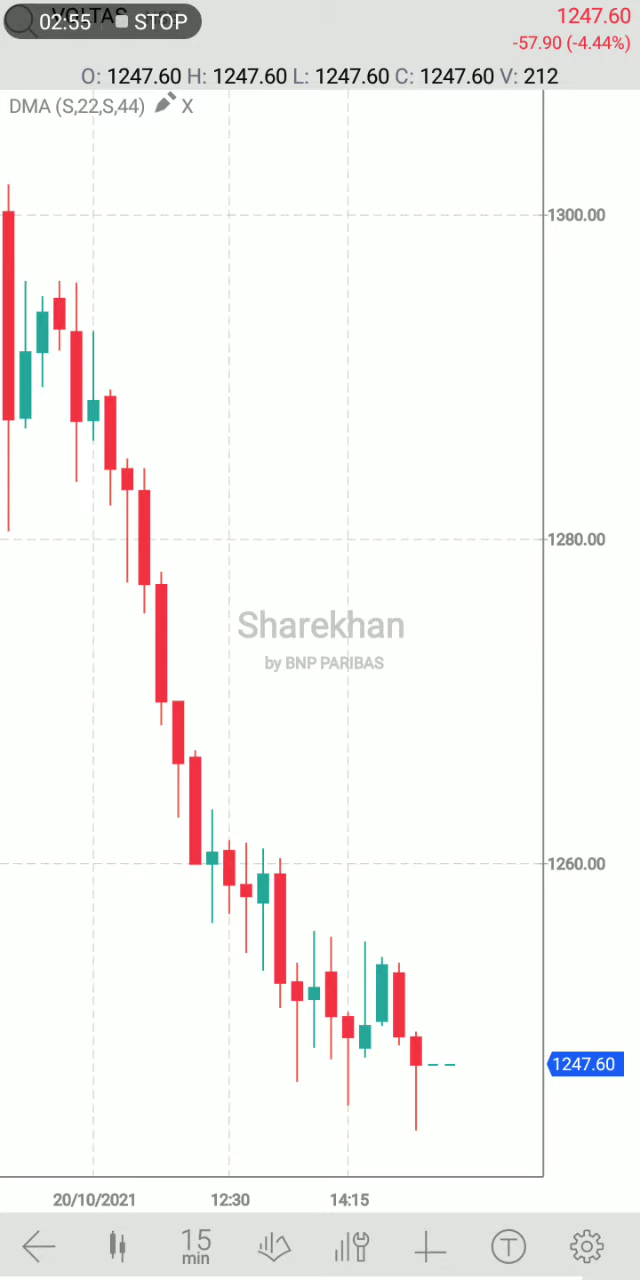 VOLTAS
02:55 STOP
1247.60
-57.90 (-4.44%)
O: 1247.60 H: 1247.60 L: 1247.60 C: 1247.60 V: 212
DMA (S,22,S,44) X
1300.00
1280.00
Sharekhan
by BNP PARIBAS
1260.00
1247.60
20/10/2021 12:30 14:15
15
min
T